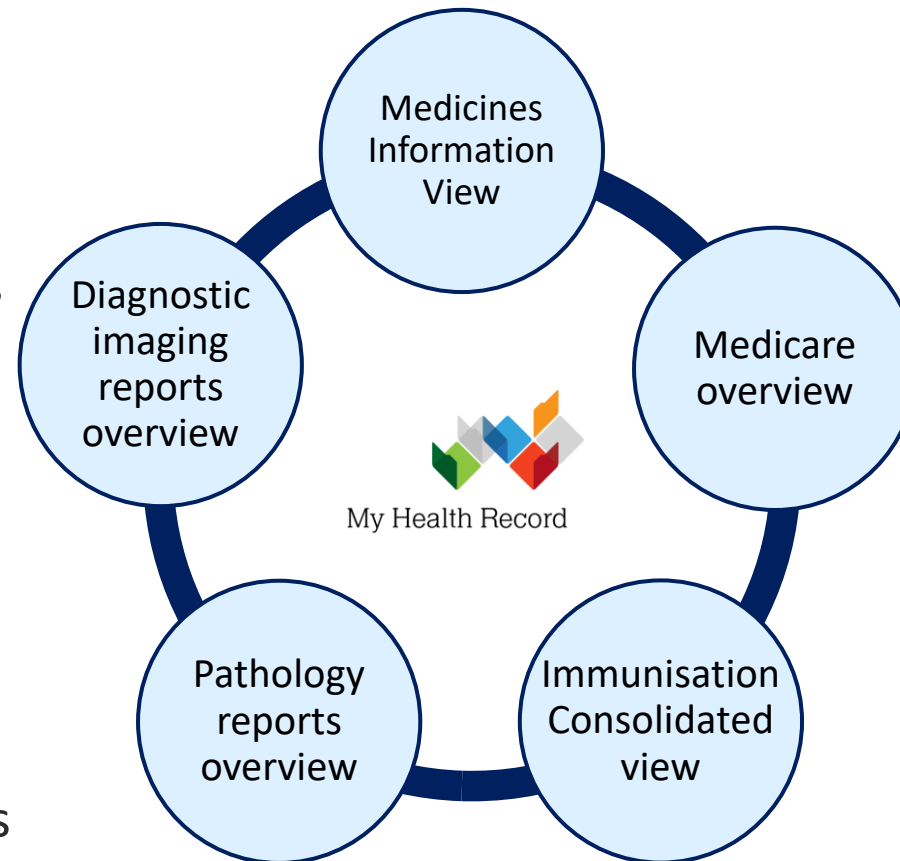 Medicines
Information
View
Diagnostic
imaging
reports
overview
Medicare
overview
My Health Record
Pathology
reports
overview
Immunisation
Consolidated
view
s